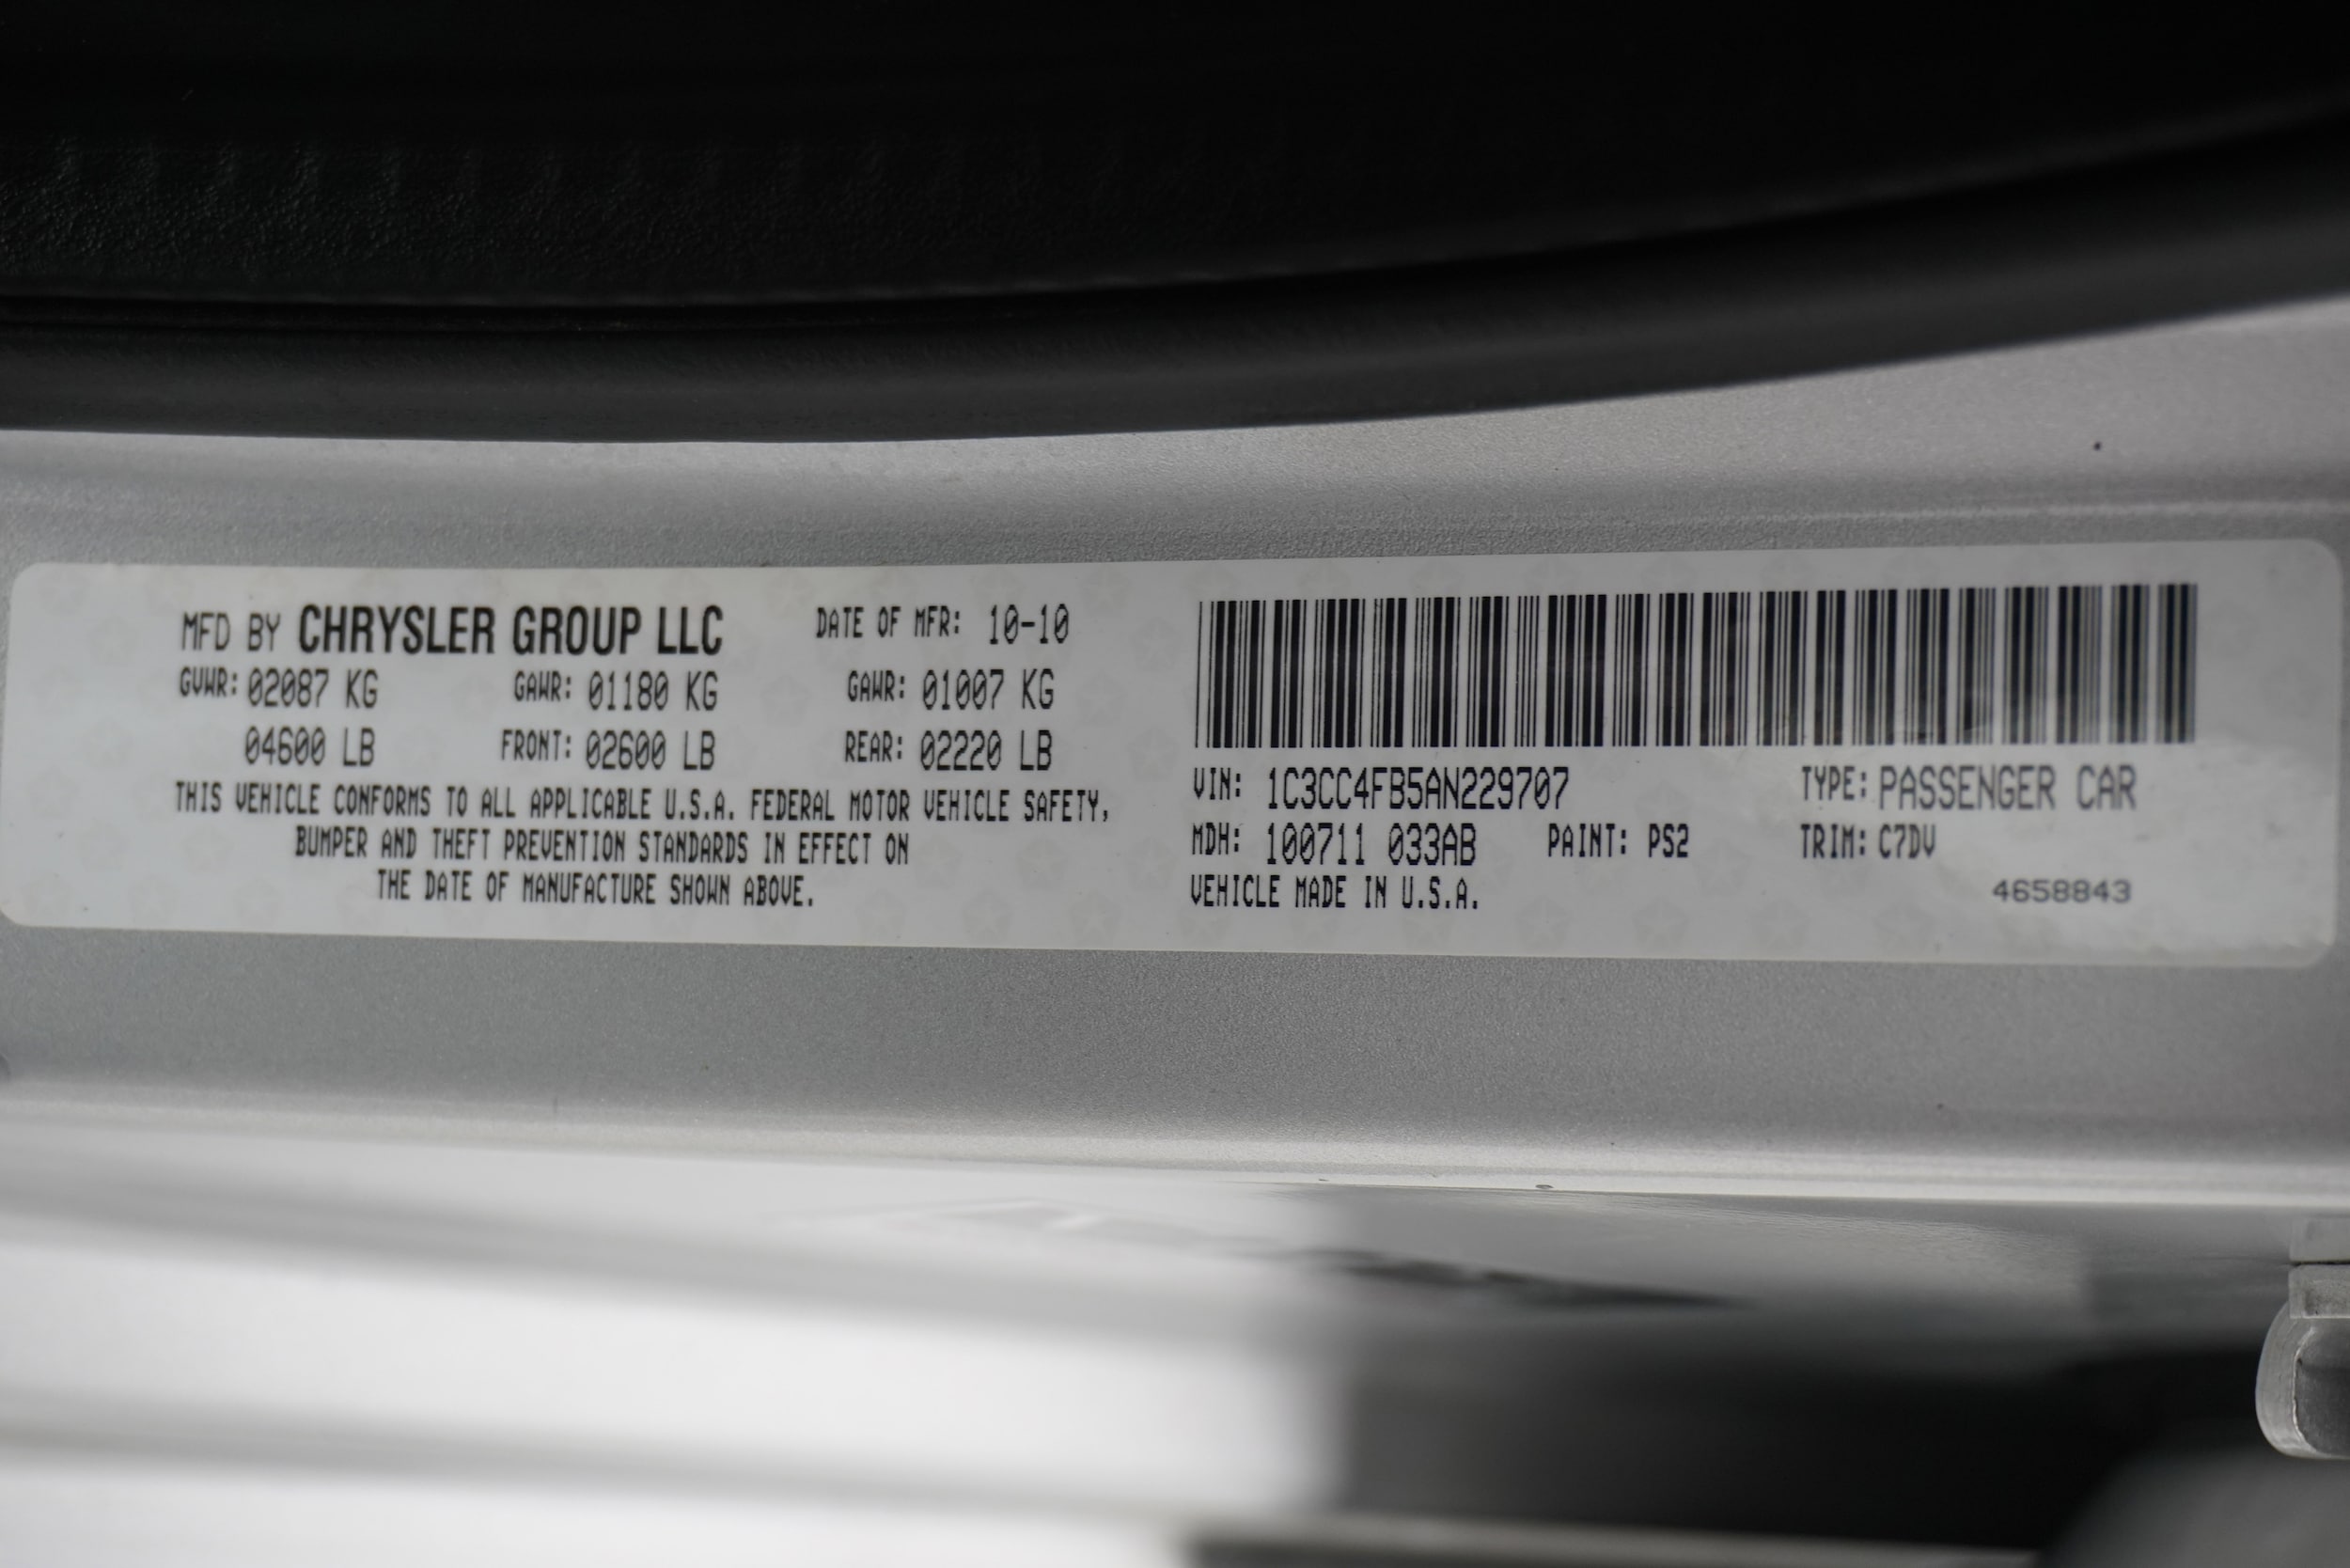 MFD BY CHRYSLER GROUP LLC DATE OF MFR: 10-10
GVWR: 02087 KG GAWR: 01180 KG GAWR: 01007 KG
04600 LB FRONT: 02600 LB REAR: 02220 LB
THIS VEHICLE CONFORMS TO ALL APPLICABLE U.S.A. FEDERAL MOTOR VEHICLE SAFETY,
BUMPER AND THEFT PREVENTION STANDARDS IN EFFECT ON
THE DATE OF MANUFACTURE SHOWN ABOVE.
VIN: 1C3CC4FB5AN229707 TYPE: PASSENGER CAR
MDH: 100711 033AB PAINT: PS2 TRIM: C7DV
VEHICLE MADE IN U.S.A.
4658843